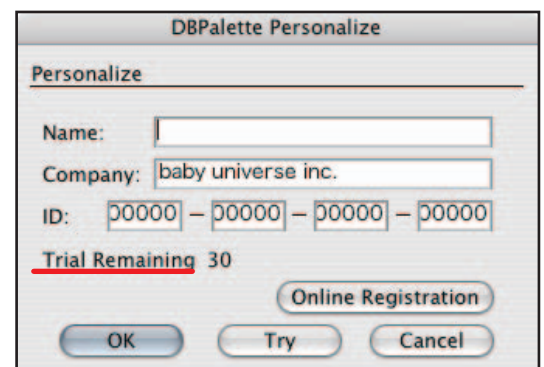 DBPalette Personalize
Personalize
Name:
Company: baby universe inc.
ID: 00000 – 00000 – 00000 – 00000
Trial Remaining 30
Online Registration
OK Try Cancel